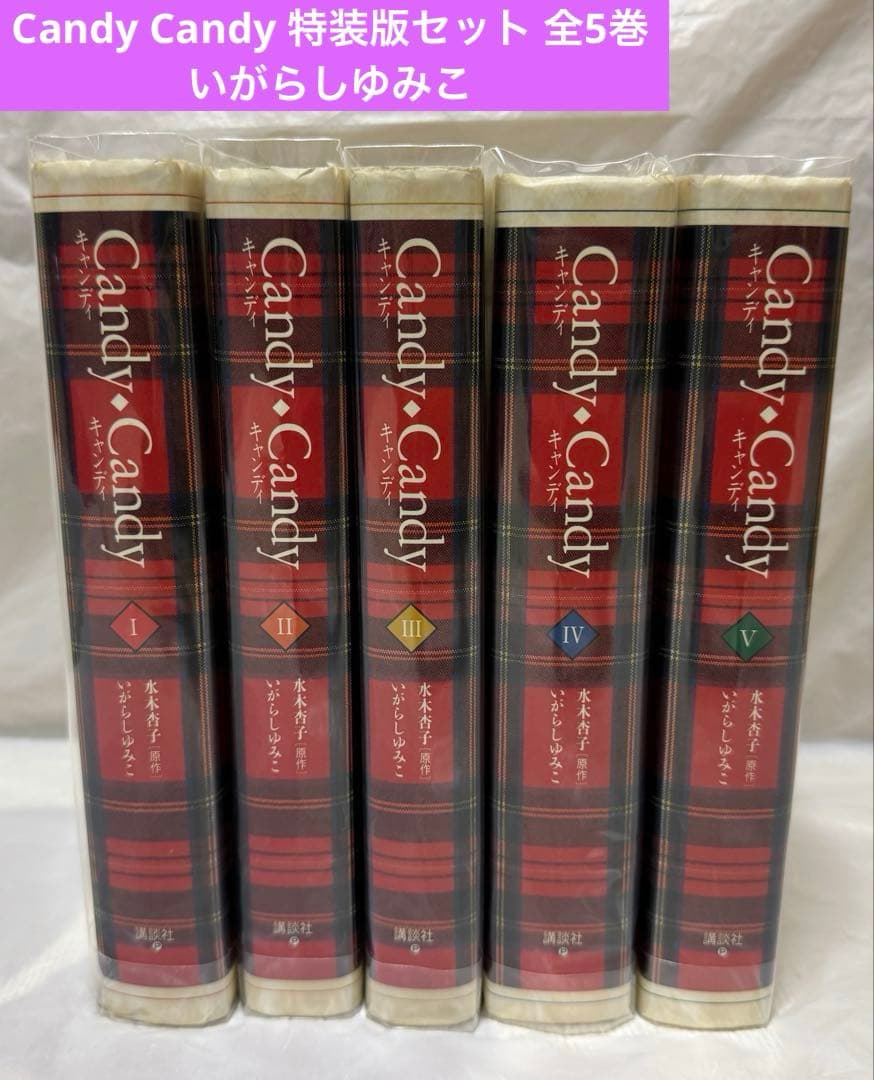 Candy Candy 特装版セット 全5巻
いがらしゆみこ
Candy◆Candy
キャンディ キャンディ
I
水木杏子[原作]
いがらしゆみこ
講談社
P
Candy◆Candy
キャンディ キャンディ
II
水木杏子[原作]
いがらしゆみこ
講談社
P
Candy◆Candy
キャンディ キャンディ
III
水木杏子[原作]
いがらしゆみこ
講談社
P
Candy◆Candy
キャンディ キャンディ
IV
水木杏子[原作]
いがらしゆみこ
講談社
P
Candy◆Candy
キャンディ キャンディ
V
水木杏子[原作]
いがらしゆみこ
講談社
P